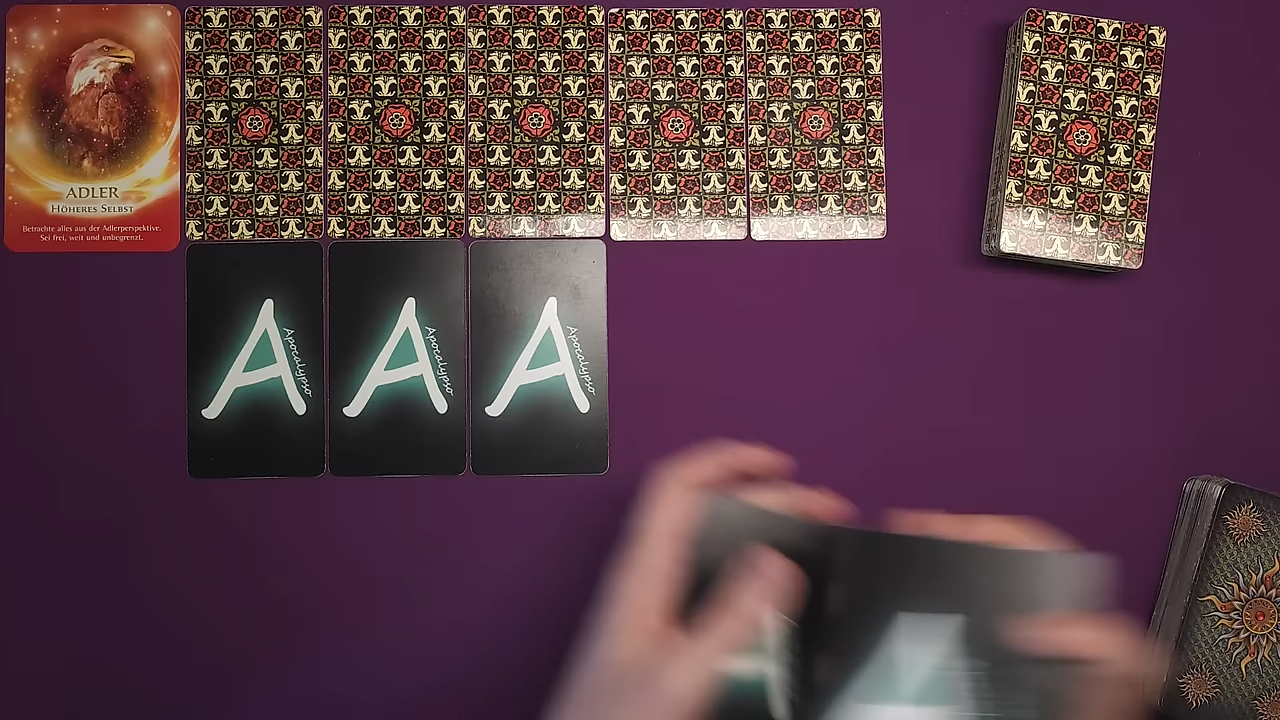 ADLER
HÖHERES SELBST
Betrachte alles aus der Adlerperspektive.
Sei frei, weit und unbegrenzt.
A
Apocalypso
A
Apocalypso
A
Apocalypso